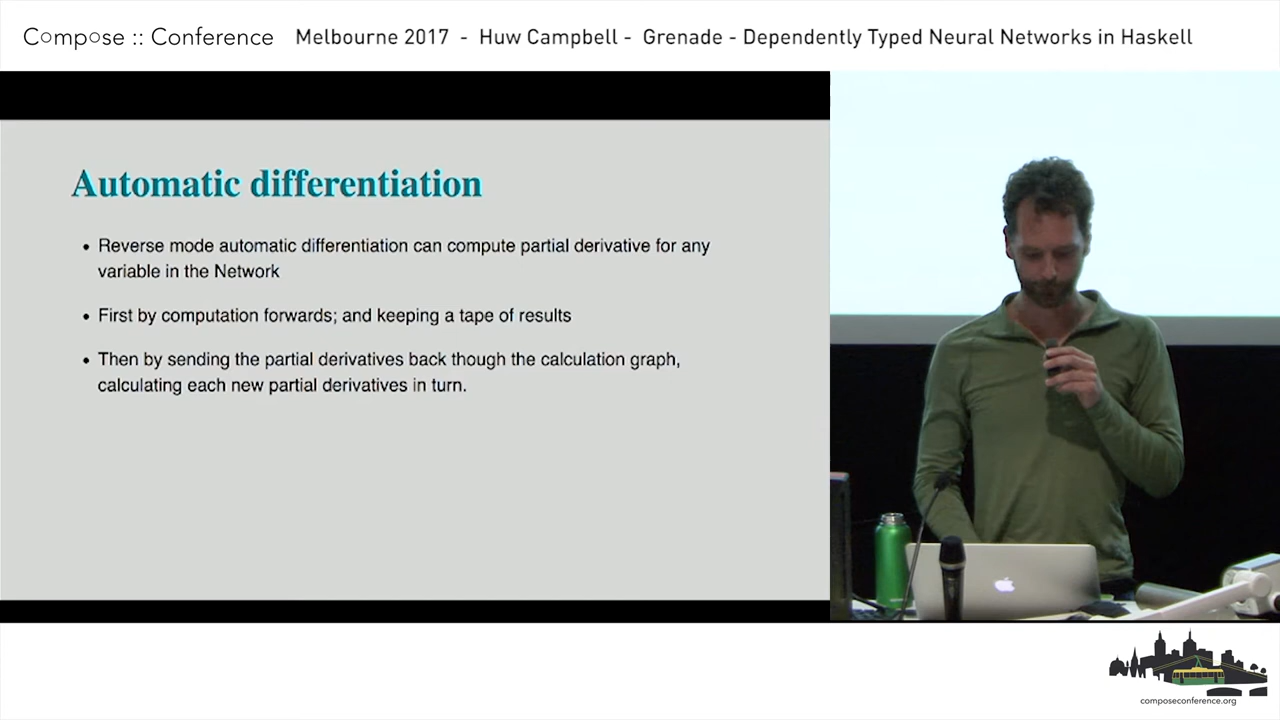 Compose :: Conference Melbourne 2017 - Huw Campbell - Grenade - Dependently Typed Neural Networks in Haskell
Automatic differentiation
• Reverse mode automatic differentiation can compute partial derivative for any
variable in the Network
• First by computation forwards; and keeping a tape of results
• Then by sending the partial derivatives back though the calculation graph,
calculating each new partial derivatives in turn.
composeconference.org